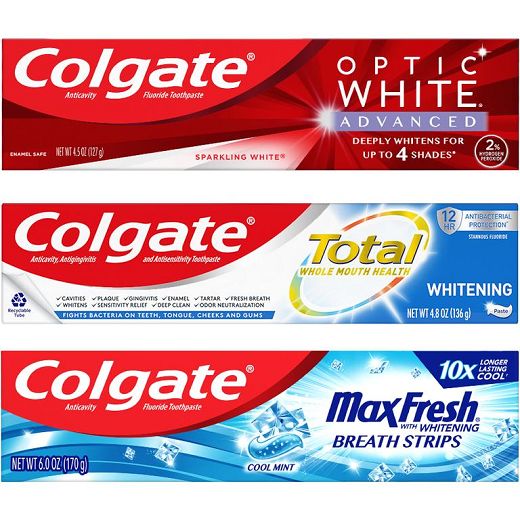 Colgate®
Anticavity Fluoride Toothpaste
ENAMEL SAFE NET WT 4.5 OZ (127 g)
SPARKLING WHITE®
OPTIC
WHITE®
ADVANCED
DEEPLY WHITENS FOR
UP TO 4 SHADES*
2%
HYDROGEN
PEROXIDE
Colgate®
Anticavity, Antigingivitis and Antisensitivity Toothpaste
Recyclable
Tube
✓CAVITIES ✓PLAQUE ✓GINGIVITIS ✓ENAMEL ✓TARTAR ✓FRESH BREATH
✓WHITENS ✓SENSITIVITY RELIEF ✓DEEP CLEAN ✓ODOR NEUTRALIZATION
FIGHTS BACTERIA ON TEETH, TONGUE, CHEEKS AND GUMS
Total
WHOLE MOUTH HEALTH
12
HR
ANTIBACTERIAL
PROTECTION
STANNOUS FLUORIDE
WHITENING
NET WT 4.8 OZ (136 g)
Paste
Colgate®
Anticavity Fluoride Toothpaste
NET WT 6.0 OZ (170 g)
COOL MINT
10X LONGER
LASTING
COOL
MaxFresh®
WITH WHITENING
BREATH STRIPS